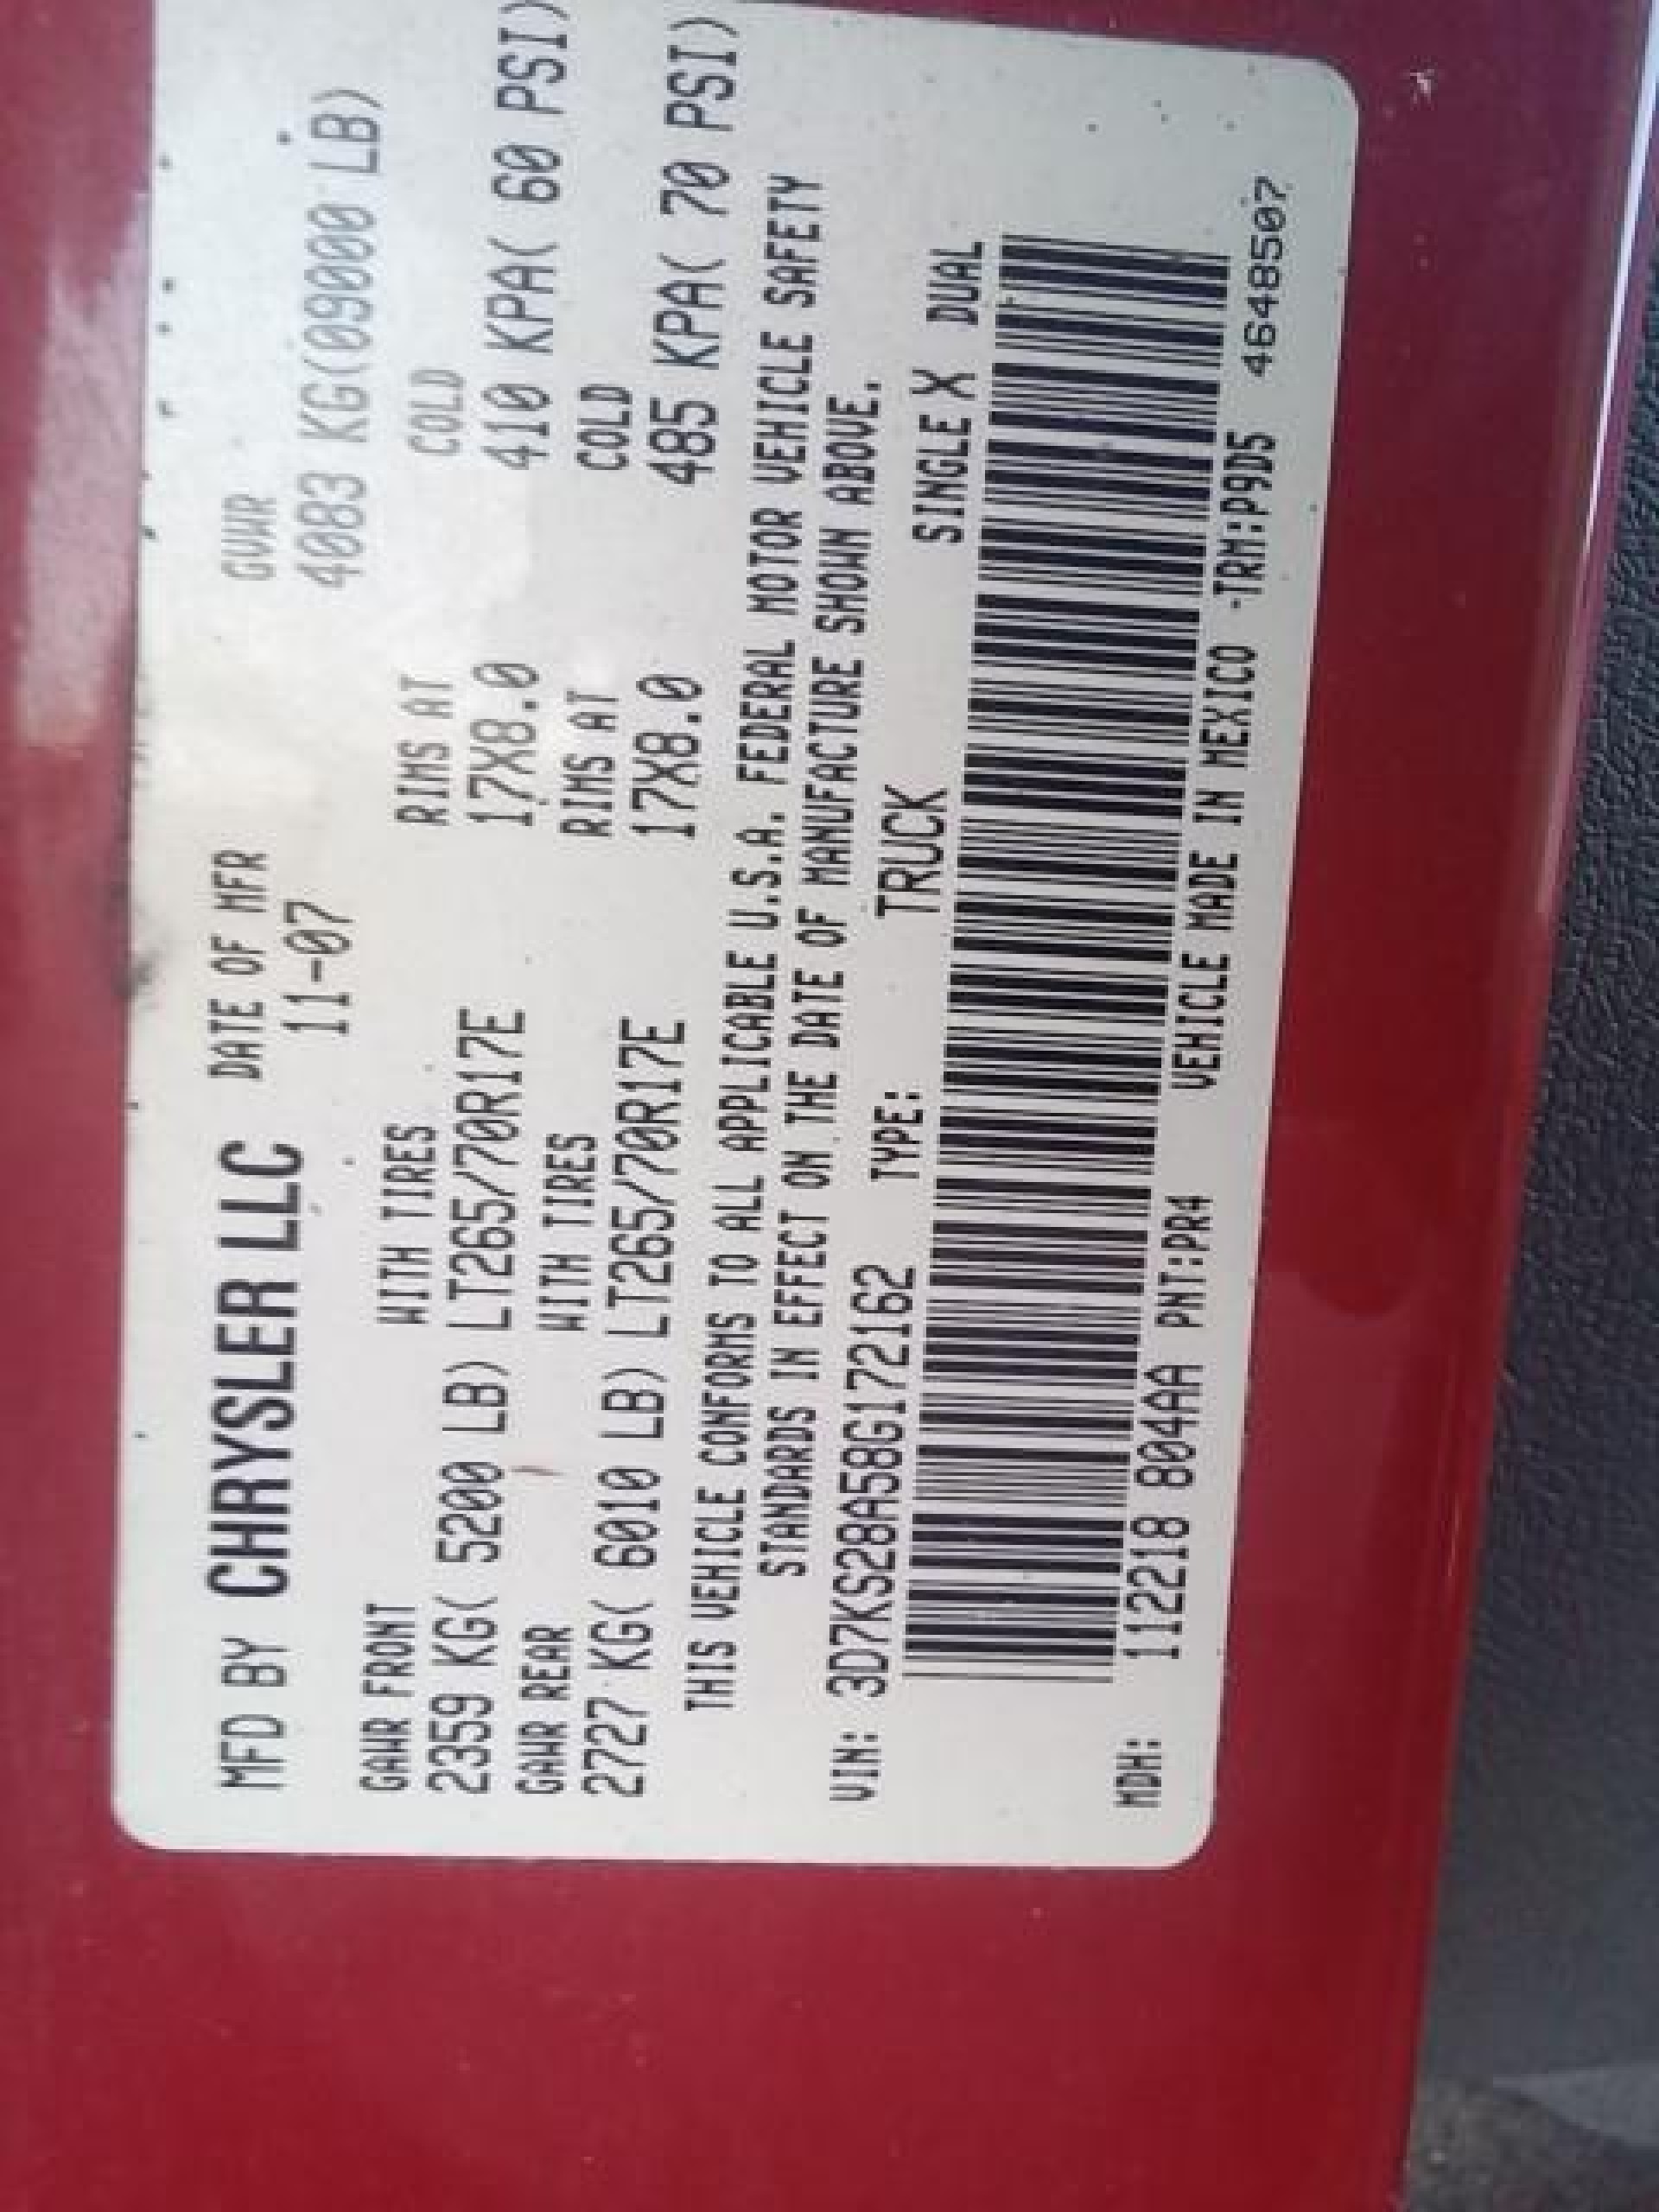 MFD BY CHRYSLER LLC DATE OF MFR GVWR
11-07 4083 KG(09000 LB)
GAWR FRONT WITH TIRES RIMS AT COLD
2359 KG( 5200 LB) LT265/70R17E 17X8.0 410 KPA( 60 PSI)
GAWR REAR WITH TIRES RIMS AT COLD
2727 KG( 6010 LB) LT265/70R17E 17X8.0 485 KPA( 70 PSI)
THIS VEHICLE CONFORMS TO ALL APPLICABLE U.S.A. FEDERAL MOTOR VEHICLE SAFETY
STANDARDS IN EFFECT ON THE DATE OF MANUFACTURE SHOWN ABOVE.
VIN: 3D7KS28A58G172162 TYPE: TRUCK SINGLE X DUAL
MDH: 11218 804AA PNT:PR4 VEHICLE MADE IN MEXICO -TRM:P9D5 4648507